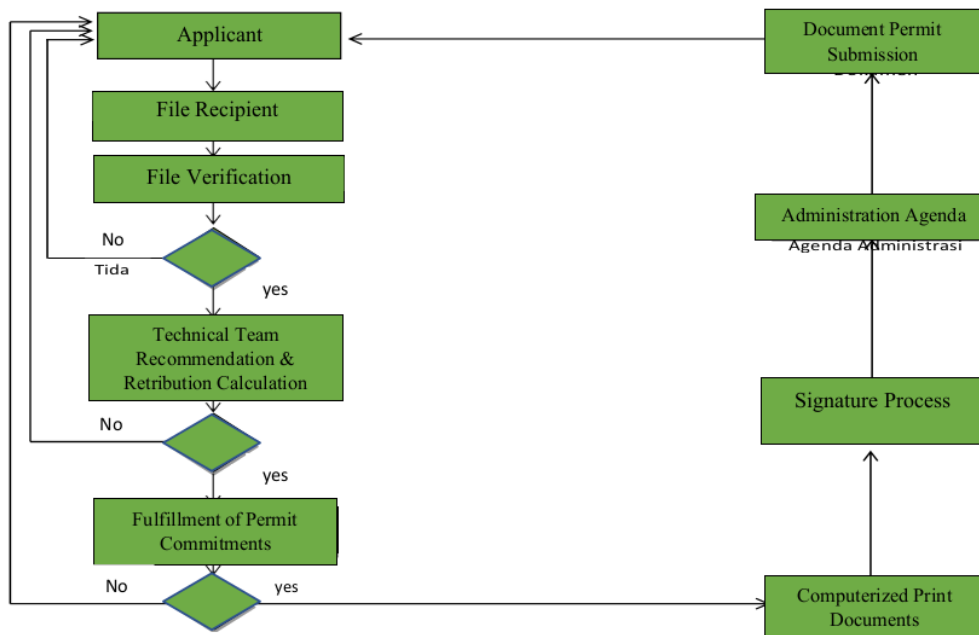 Applicant
File Recipient
File Verification
No
Tida
yes
Technical Team
Recommendation &
Retribution Calculation
No
yes
Fulfillment of Permit
Commitments
No
yes
Document Permit
Submission
Administration Agenda
Agenda Administrasi
Signature Process
Computerized Print
Documents